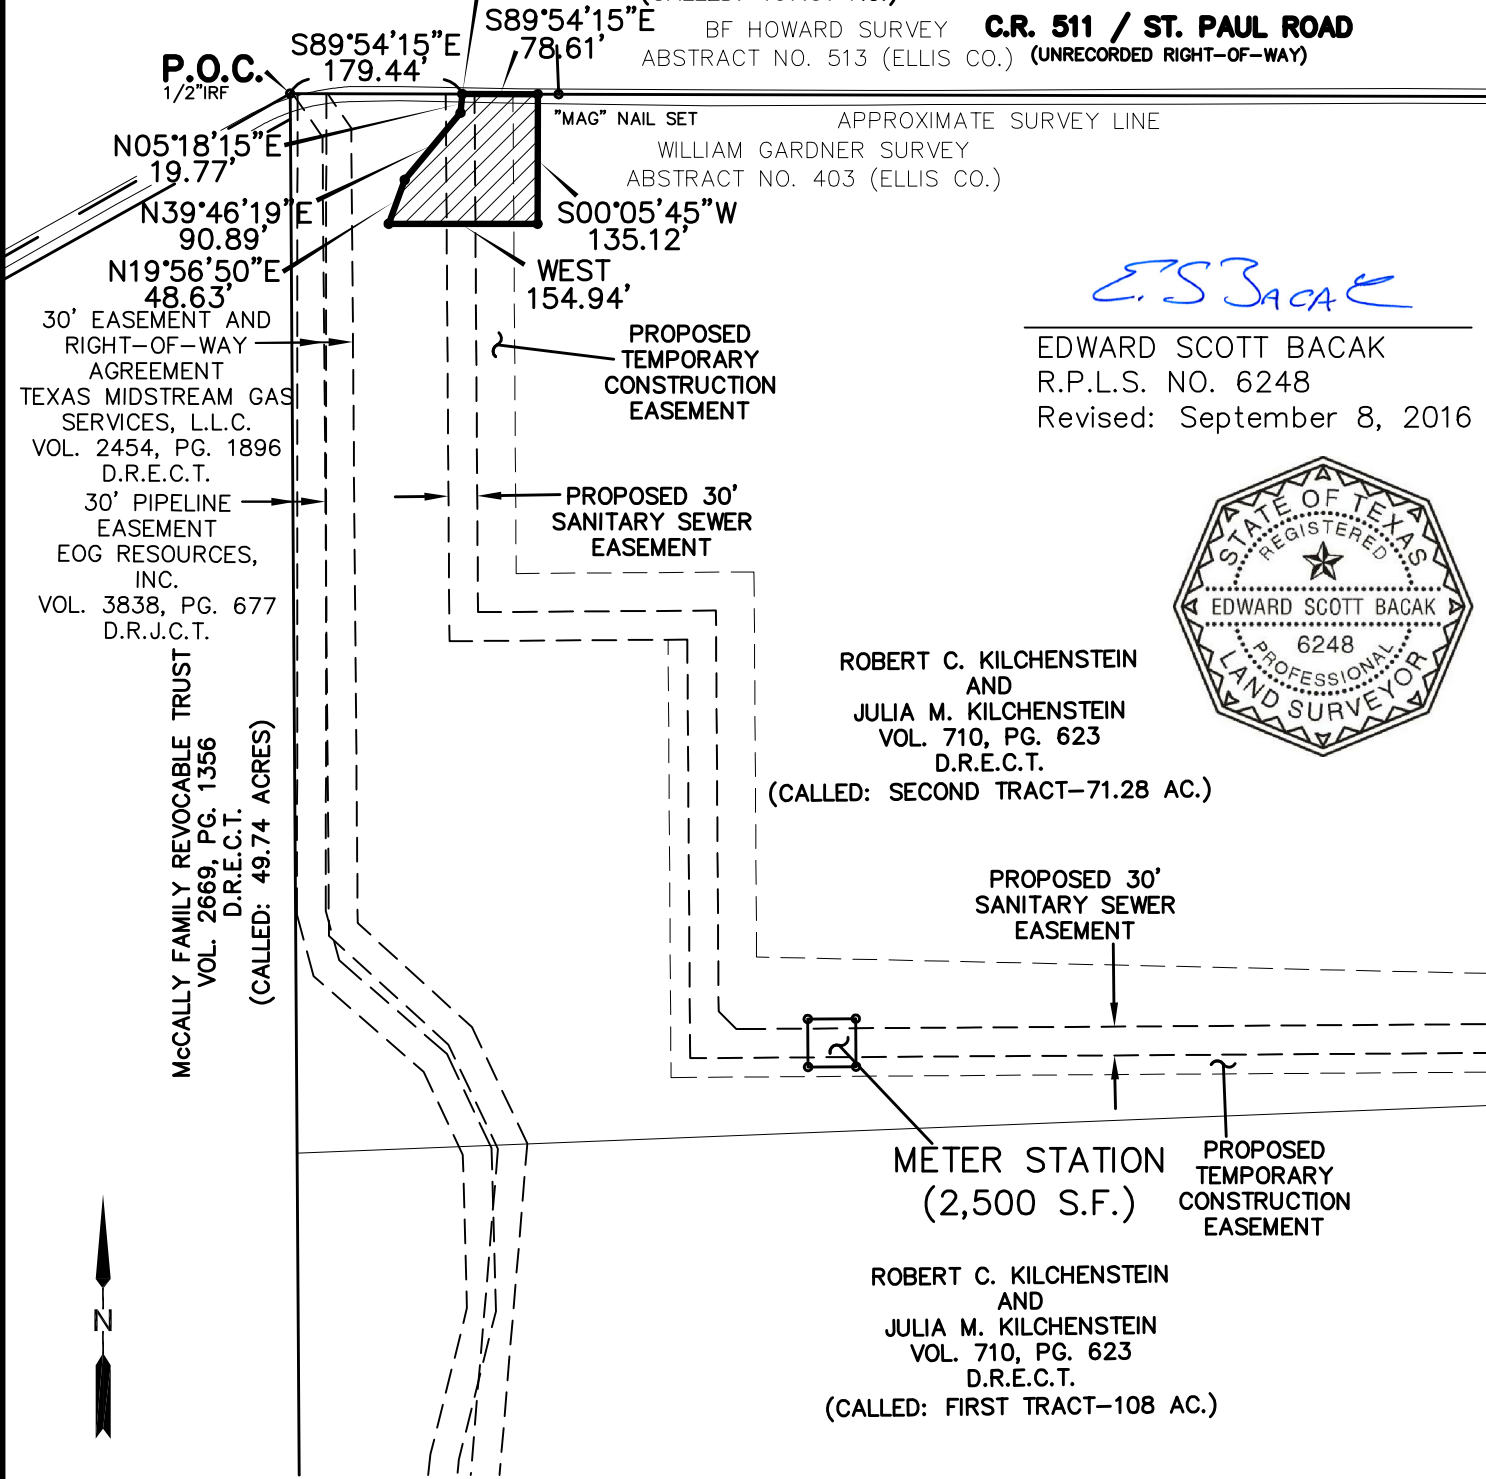 S89°54'15"E
78.61'
S89°54'15"E
179.44'
P.O.C.
1/2"IRF
BF HOWARD SURVEY
ABSTRACT NO. 513 (ELLIS CO.)
C.R. 511 / ST. PAUL ROAD
(UNRECORDED RIGHT-OF-WAY)
"MAG" NAIL SET
APPROXIMATE SURVEY LINE
WILLIAM GARDNER SURVEY
ABSTRACT NO. 403 (ELLIS CO.)
N05°18'15"E
19.77'
N39°46'19"E
90.89'
N19°56'50"E
48.63'
S00°05'45"W
135.12'
WEST
154.94'
30' EASEMENT AND
RIGHT-OF-WAY
AGREEMENT
TEXAS MIDSTREAM GAS
SERVICES, L.L.C.
VOL. 2454, PG. 1896
D.R.E.C.T.
30' PIPELINE
EASEMENT
EOG RESOURCES,
INC.
VOL. 3838, PG. 677
D.R.J.C.T.
PROPOSED
TEMPORARY
CONSTRUCTION
EASEMENT
PROPOSED 30'
SANITARY SEWER
EASEMENT
E.S BACAK
EDWARD SCOTT BACAK
R.P.L.S. NO. 6248
Revised: September 8, 2016
STATE OF TEXAS
REGISTERED
EDWARD SCOTT BACAK
6248
PROFESSIONAL
LAND SURVEYOR
McCALLY FAMILY REVOCABLE TRUST
VOL. 2669, PG. 1356
D.R.E.C.T.
(CALLED: 49.74 ACRES)
ROBERT C. KILCHENSTEIN
AND
JULIA M. KILCHENSTEIN
VOL. 710, PG. 623
D.R.E.C.T.
(CALLED: SECOND TRACT-71.28 AC.)
PROPOSED 30'
SANITARY SEWER
EASEMENT
METER STATION
(2,500 S.F.)
PROPOSED
TEMPORARY
CONSTRUCTION
EASEMENT
N
ROBERT C. KILCHENSTEIN
AND
JULIA M. KILCHENSTEIN
VOL. 710, PG. 623
D.R.E.C.T.
(CALLED: FIRST TRACT-108 AC.)